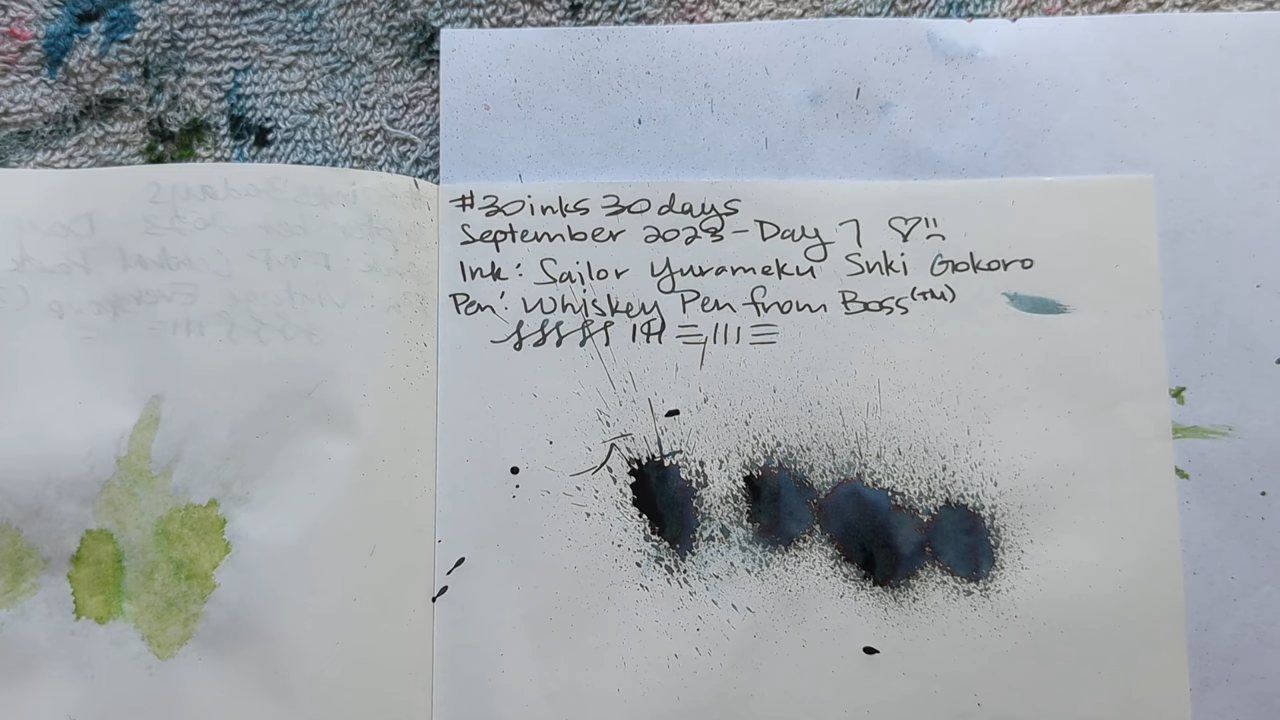 #30inks30days
September 2023 - Day 7 ♡!!
Ink: Sailor Yurameku Suki Gokoro
Pen: Whiskey Pen from Boss(TM)